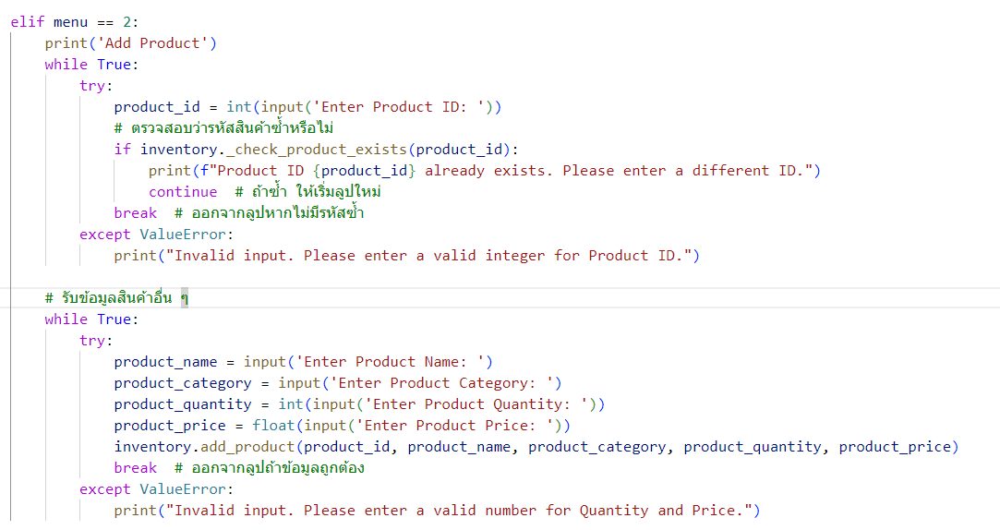 elif menu == 2:
    print('Add Product')
    while True:
        try:
            product_id = int(input('Enter Product ID: '))
            # ตรวจสอบว่ารหัสสินค้าซ้ำหรือไม่
            if inventory._check_product_exists(product_id):
                print(f"Product ID {product_id} already exists. Please enter a different ID.")
                continue  # ถ้าซ้ำ ให้เริ่มลูปใหม่
            break  # ออกจากลูปหากไม่มีรหัสซ้ำ
        except ValueError:
            print("Invalid input. Please enter a valid integer for Product ID.")
    # รับข้อมูลสินค้าอื่น ๆ
    while True:
        try:
            product_name = input('Enter Product Name: ')
            product_category = input('Enter Product Category: ')
            product_quantity = int(input('Enter Product Quantity: '))
            product_price = float(input('Enter Product Price: '))
            inventory.add_product(product_id, product_name, product_category, product_quantity, product_price)
            break  # ออกจากลูปถ้าข้อมูลถูกต้อง
        except ValueError:
            print("Invalid input. Please enter a valid number for Quantity and Price.")